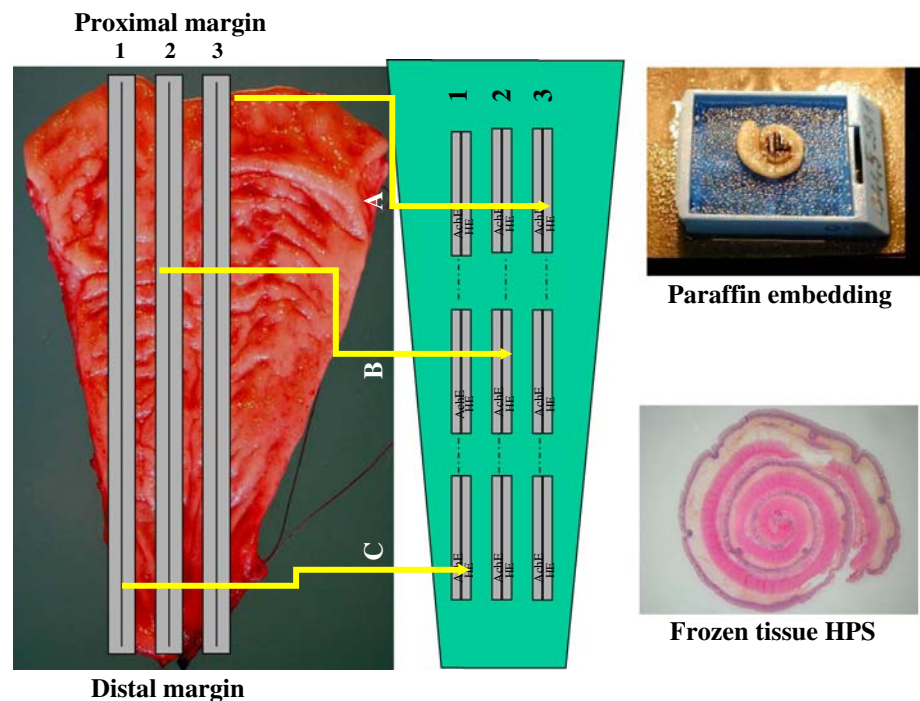 Proximal margin
1 2 3
1 2 3
A
AchE HE AchE HE AchE HE
B
AchE HE AchE HE AchE HE
C
AchE HE AchE HE AchE HE
Distal margin
Paraffin embedding
Frozen tissue HPS